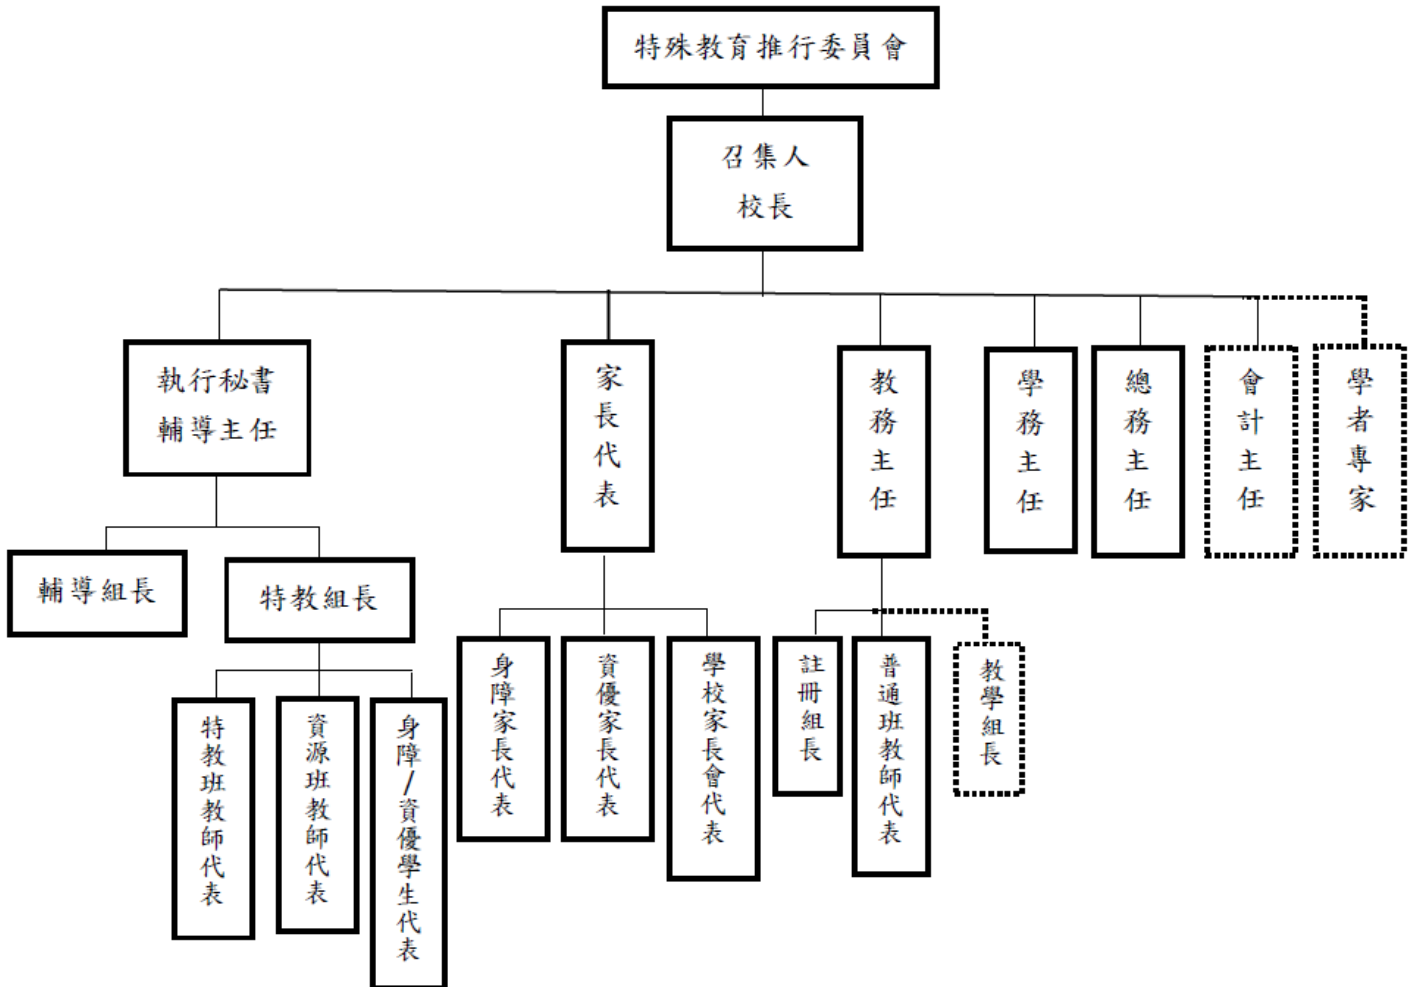 特殊教育推行委員會
召集人
校長
執行秘書
輔導主任
家長代表
教務主任
學務主任
總務主任
會計主任
學者專家
輔導組長
特教組長
身障家長代表
資優家長代表
學校家長會代表
註冊組長
普通班教師代表
教學組長
特教班教師代表
資源班教師代表
身障/資優學生代表